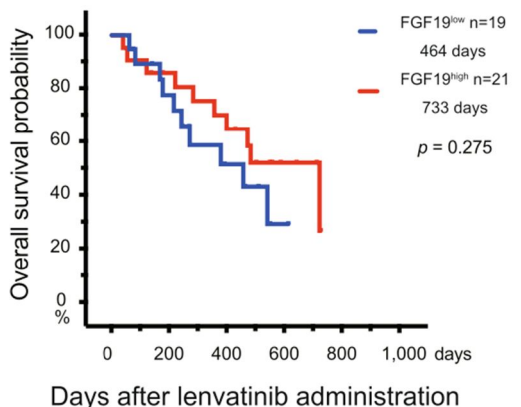 Overall survival probability
100
80
60
40
20
0
%
0 200 400 600 800 1,000 days
Days after lenvatinib administration
FGF19low n=19
464 days
FGF19high n=21
733 days
p = 0.275